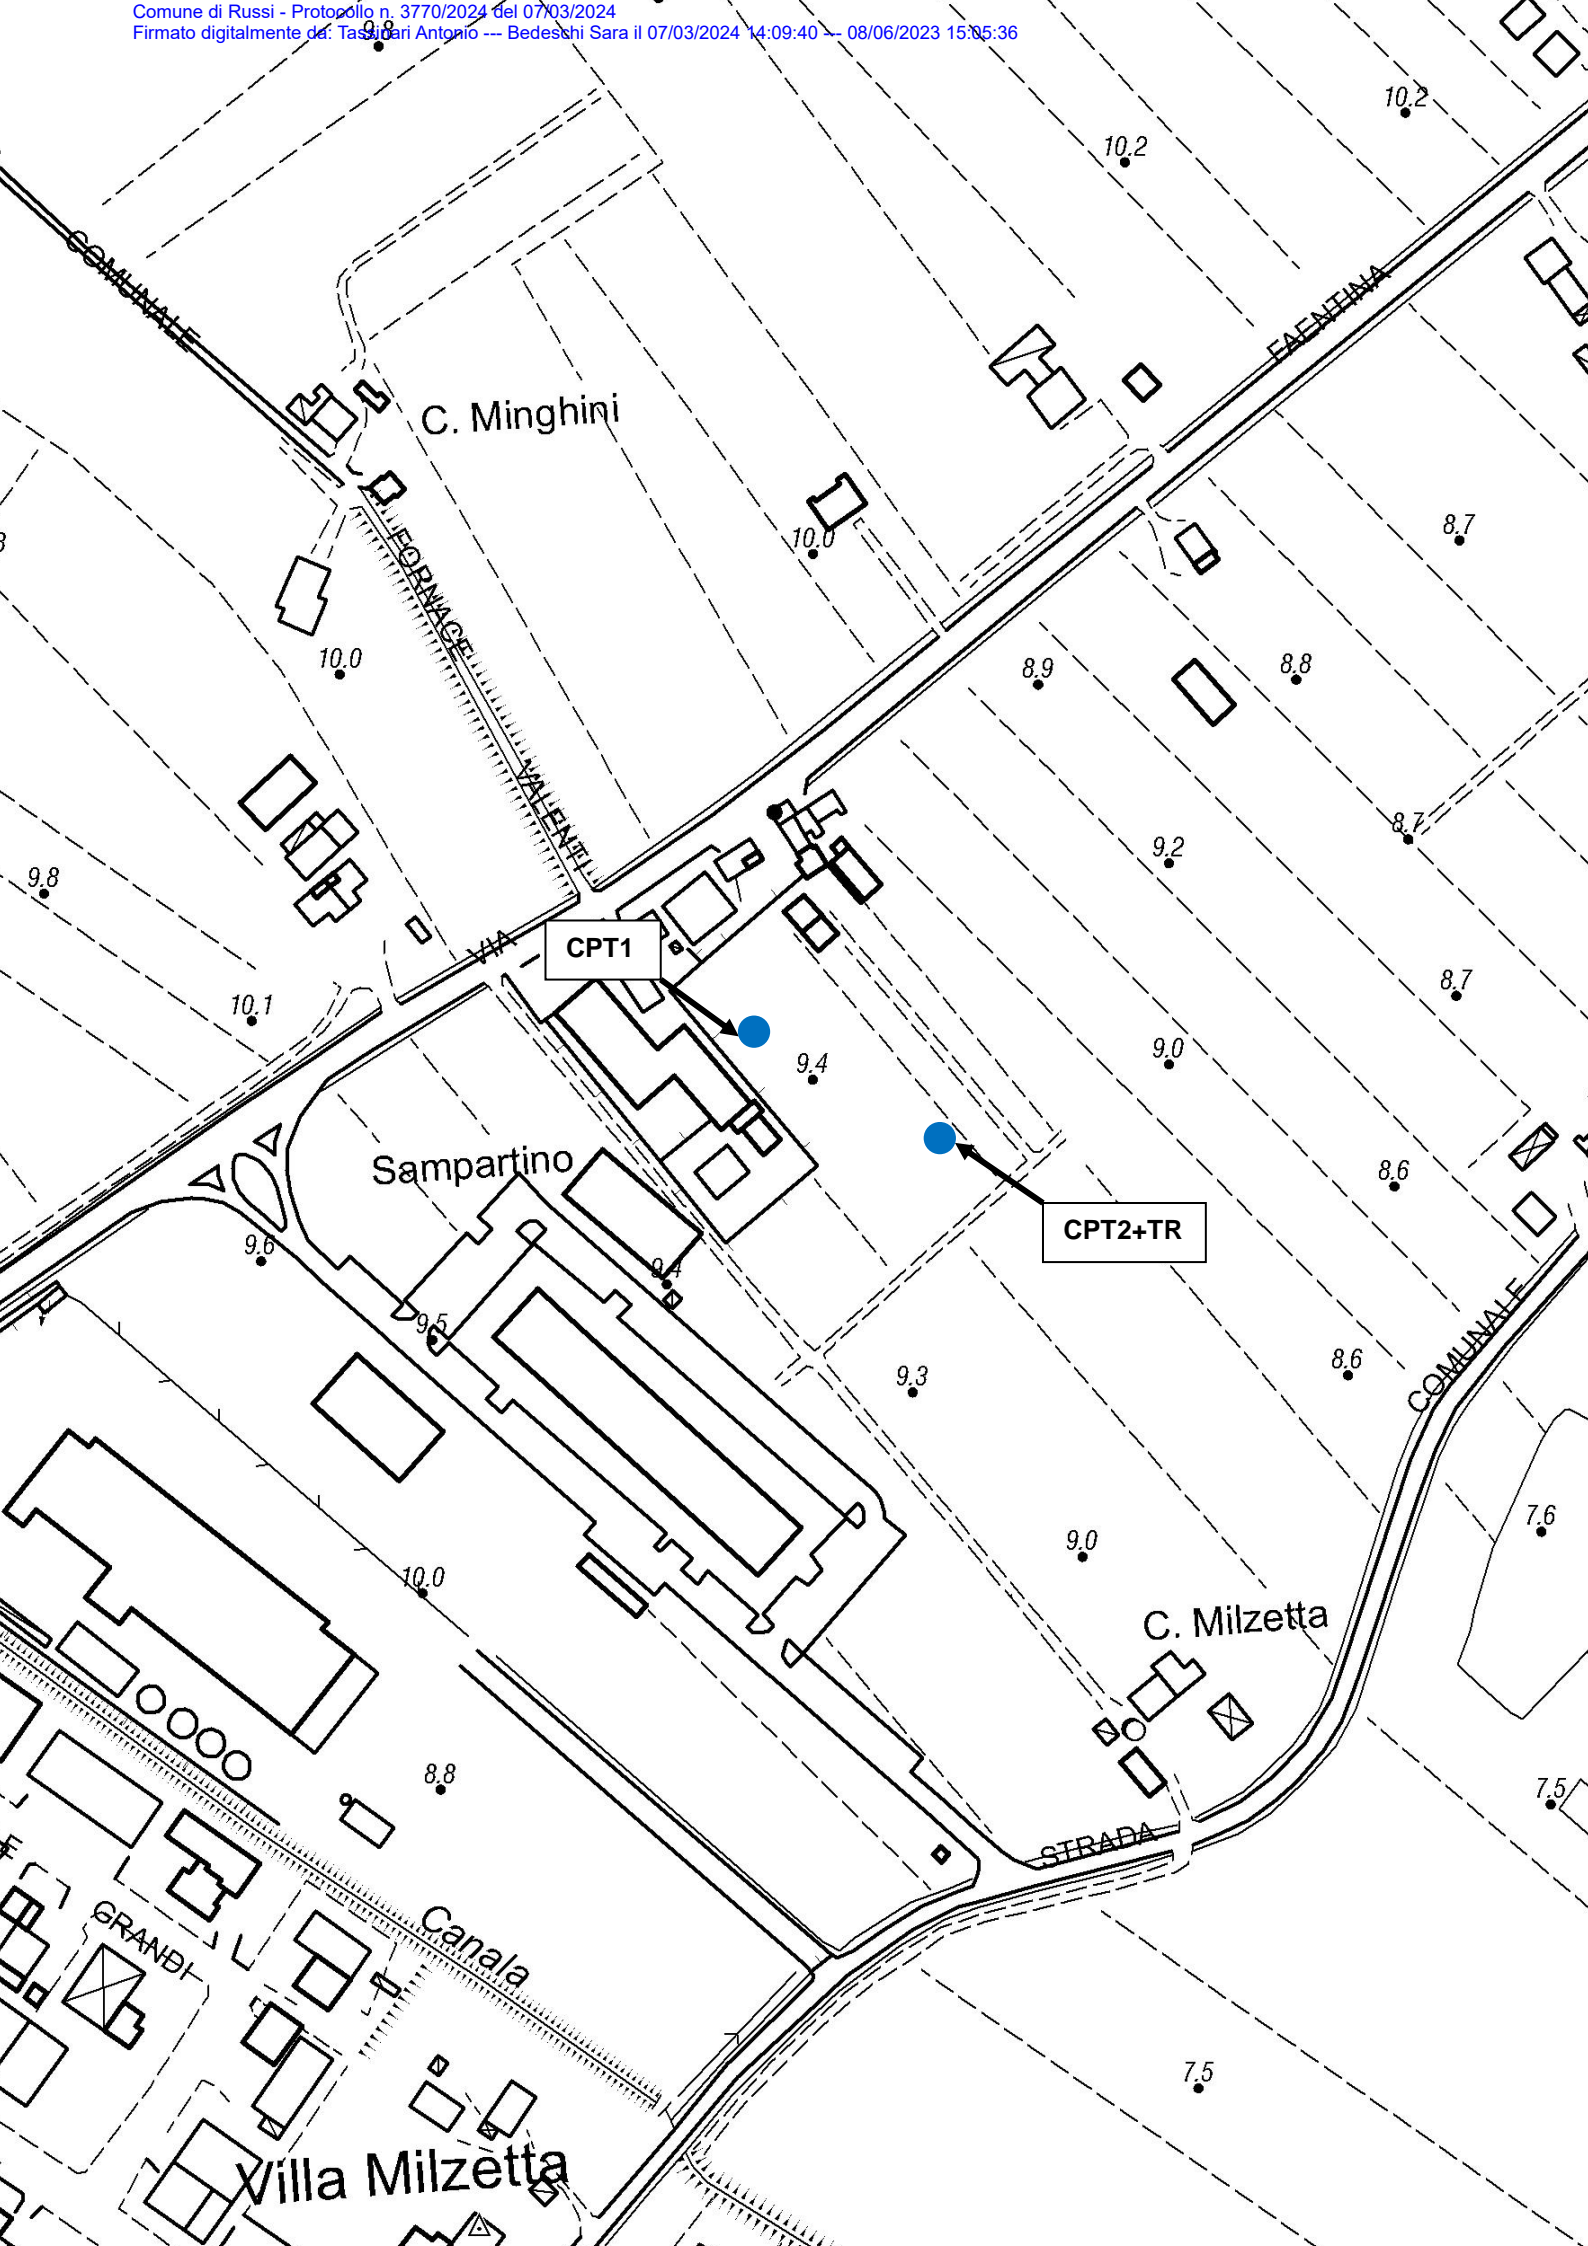 Comune di Russi - Protocollo n. 3770/2024 del 07/03/2024
Firmato digitalmente da: Tassinari Antonio --- Bedeschi Sara il 07/03/2024 14:09:40 --- 08/06/2023 15:05:36
9.8
10.2
10.2
COMUNALE
FAENTINA
C. Minghini
10.0
8.7
FORNACE
10.0
8.9
8.8
VALENTI
8.7
9.2
9.8
VIA
CPT1
10.1
8.7
9.4
9.0
Sampartino
8.6
CPT2+TR
9.6
9.4
9.5
COMUNALE
9.3
8.6
7.6
9.0
10.0
C. Milzetta
8.8
7.5
STRADA
GRANDI
Canala
7.5
Villa Milzetta